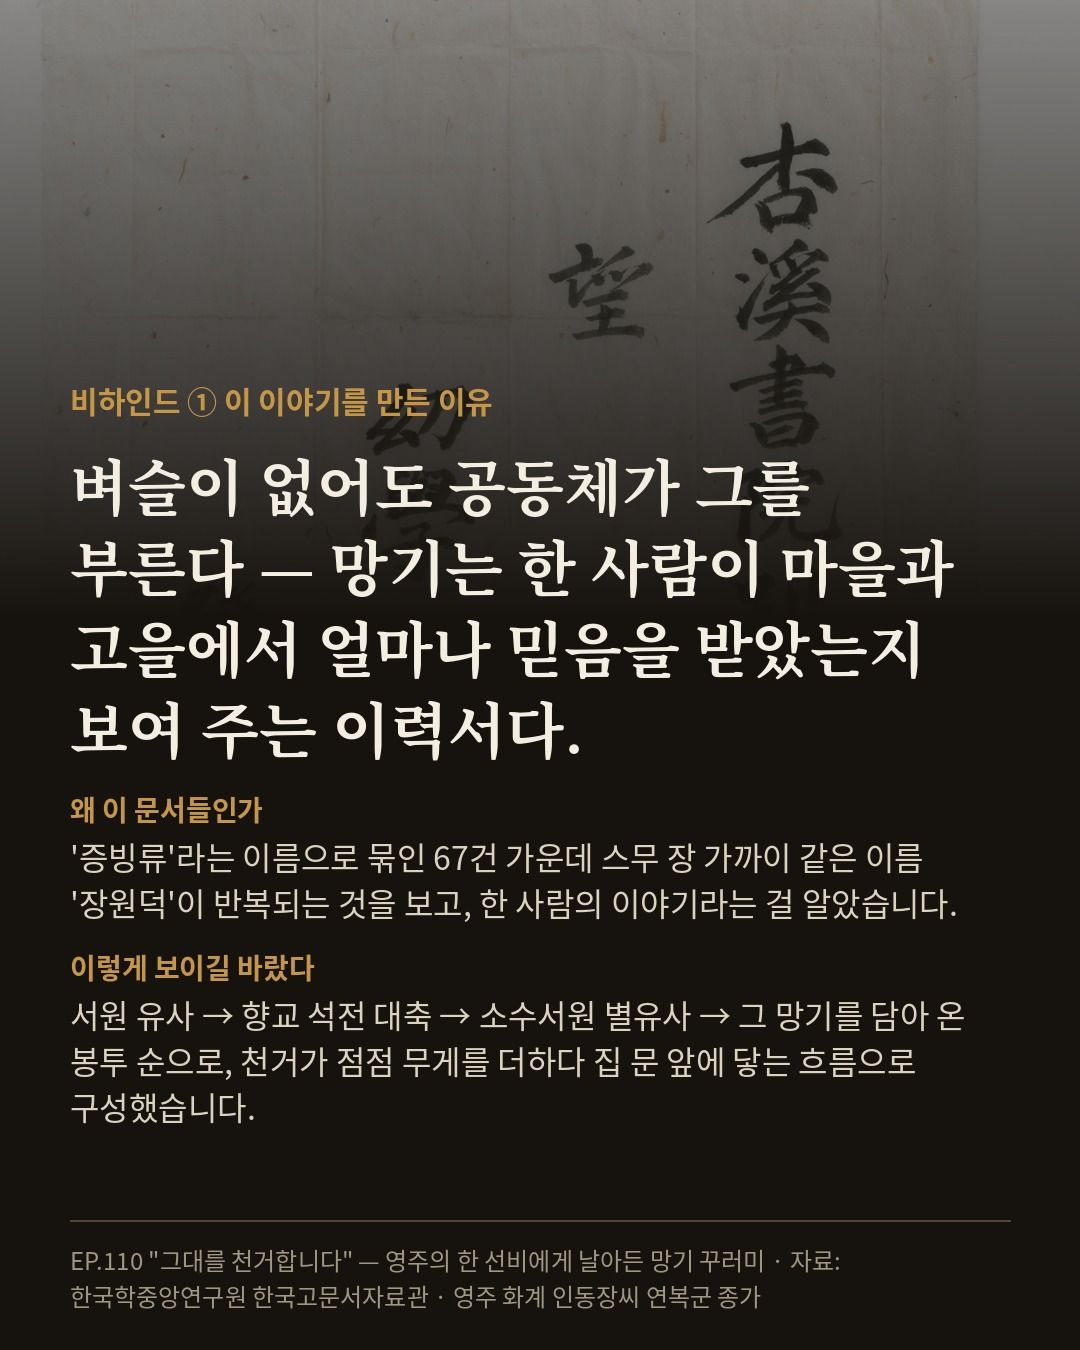 杏溪書院
望
幼學
비하인드 ① 이 이야기를 만든 이유
벼슬이 없어도 공동체가 그를
부른다 — 망기는 한 사람이 마을과
고을에서 얼마나 믿음을 받았는지
보여 주는 이력서다.
왜 이 문서들인가
'증빙류'라는 이름으로 묶인 67건 가운데 스무 장 가까이 같은 이름
'장원덕'이 반복되는 것을 보고, 한 사람의 이야기라는 걸 알았습니다.
이렇게 보이길 바랐다
서원 유사 → 향교 석전 대축 → 소수서원 별유사 → 그 망기를 담아 온
봉투 순으로, 천거가 점점 무게를 더하다 집 문 앞에 닿는 흐름으로
구성했습니다.
EP.110 "그대를 천거합니다" — 영주의 한 선비에게 날아든 망기 꾸러미 · 자료:
한국학중앙연구원 한국고문서자료관 · 영주 화계 인동장씨 연복군 종가